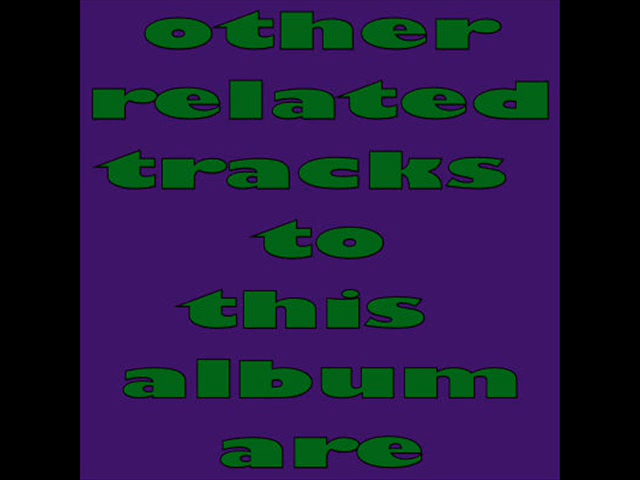 other
related
tracks
to
this
album
are